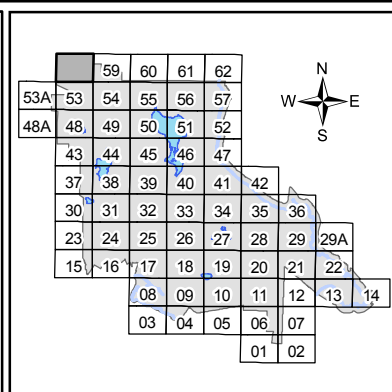 59 60 61 62
N
53A 53 54 55 56 57
W E
48A 48 49 50 51 52
S
43 44 45 46 47
37 38 39 40 41 42
30 31 32 33 34 35 36
23 24 25 26 27 28 29 29A
15 16 17 18 19 20 21 22
08 09 10 11 12 13 14
03 04 05 06 07
01 02